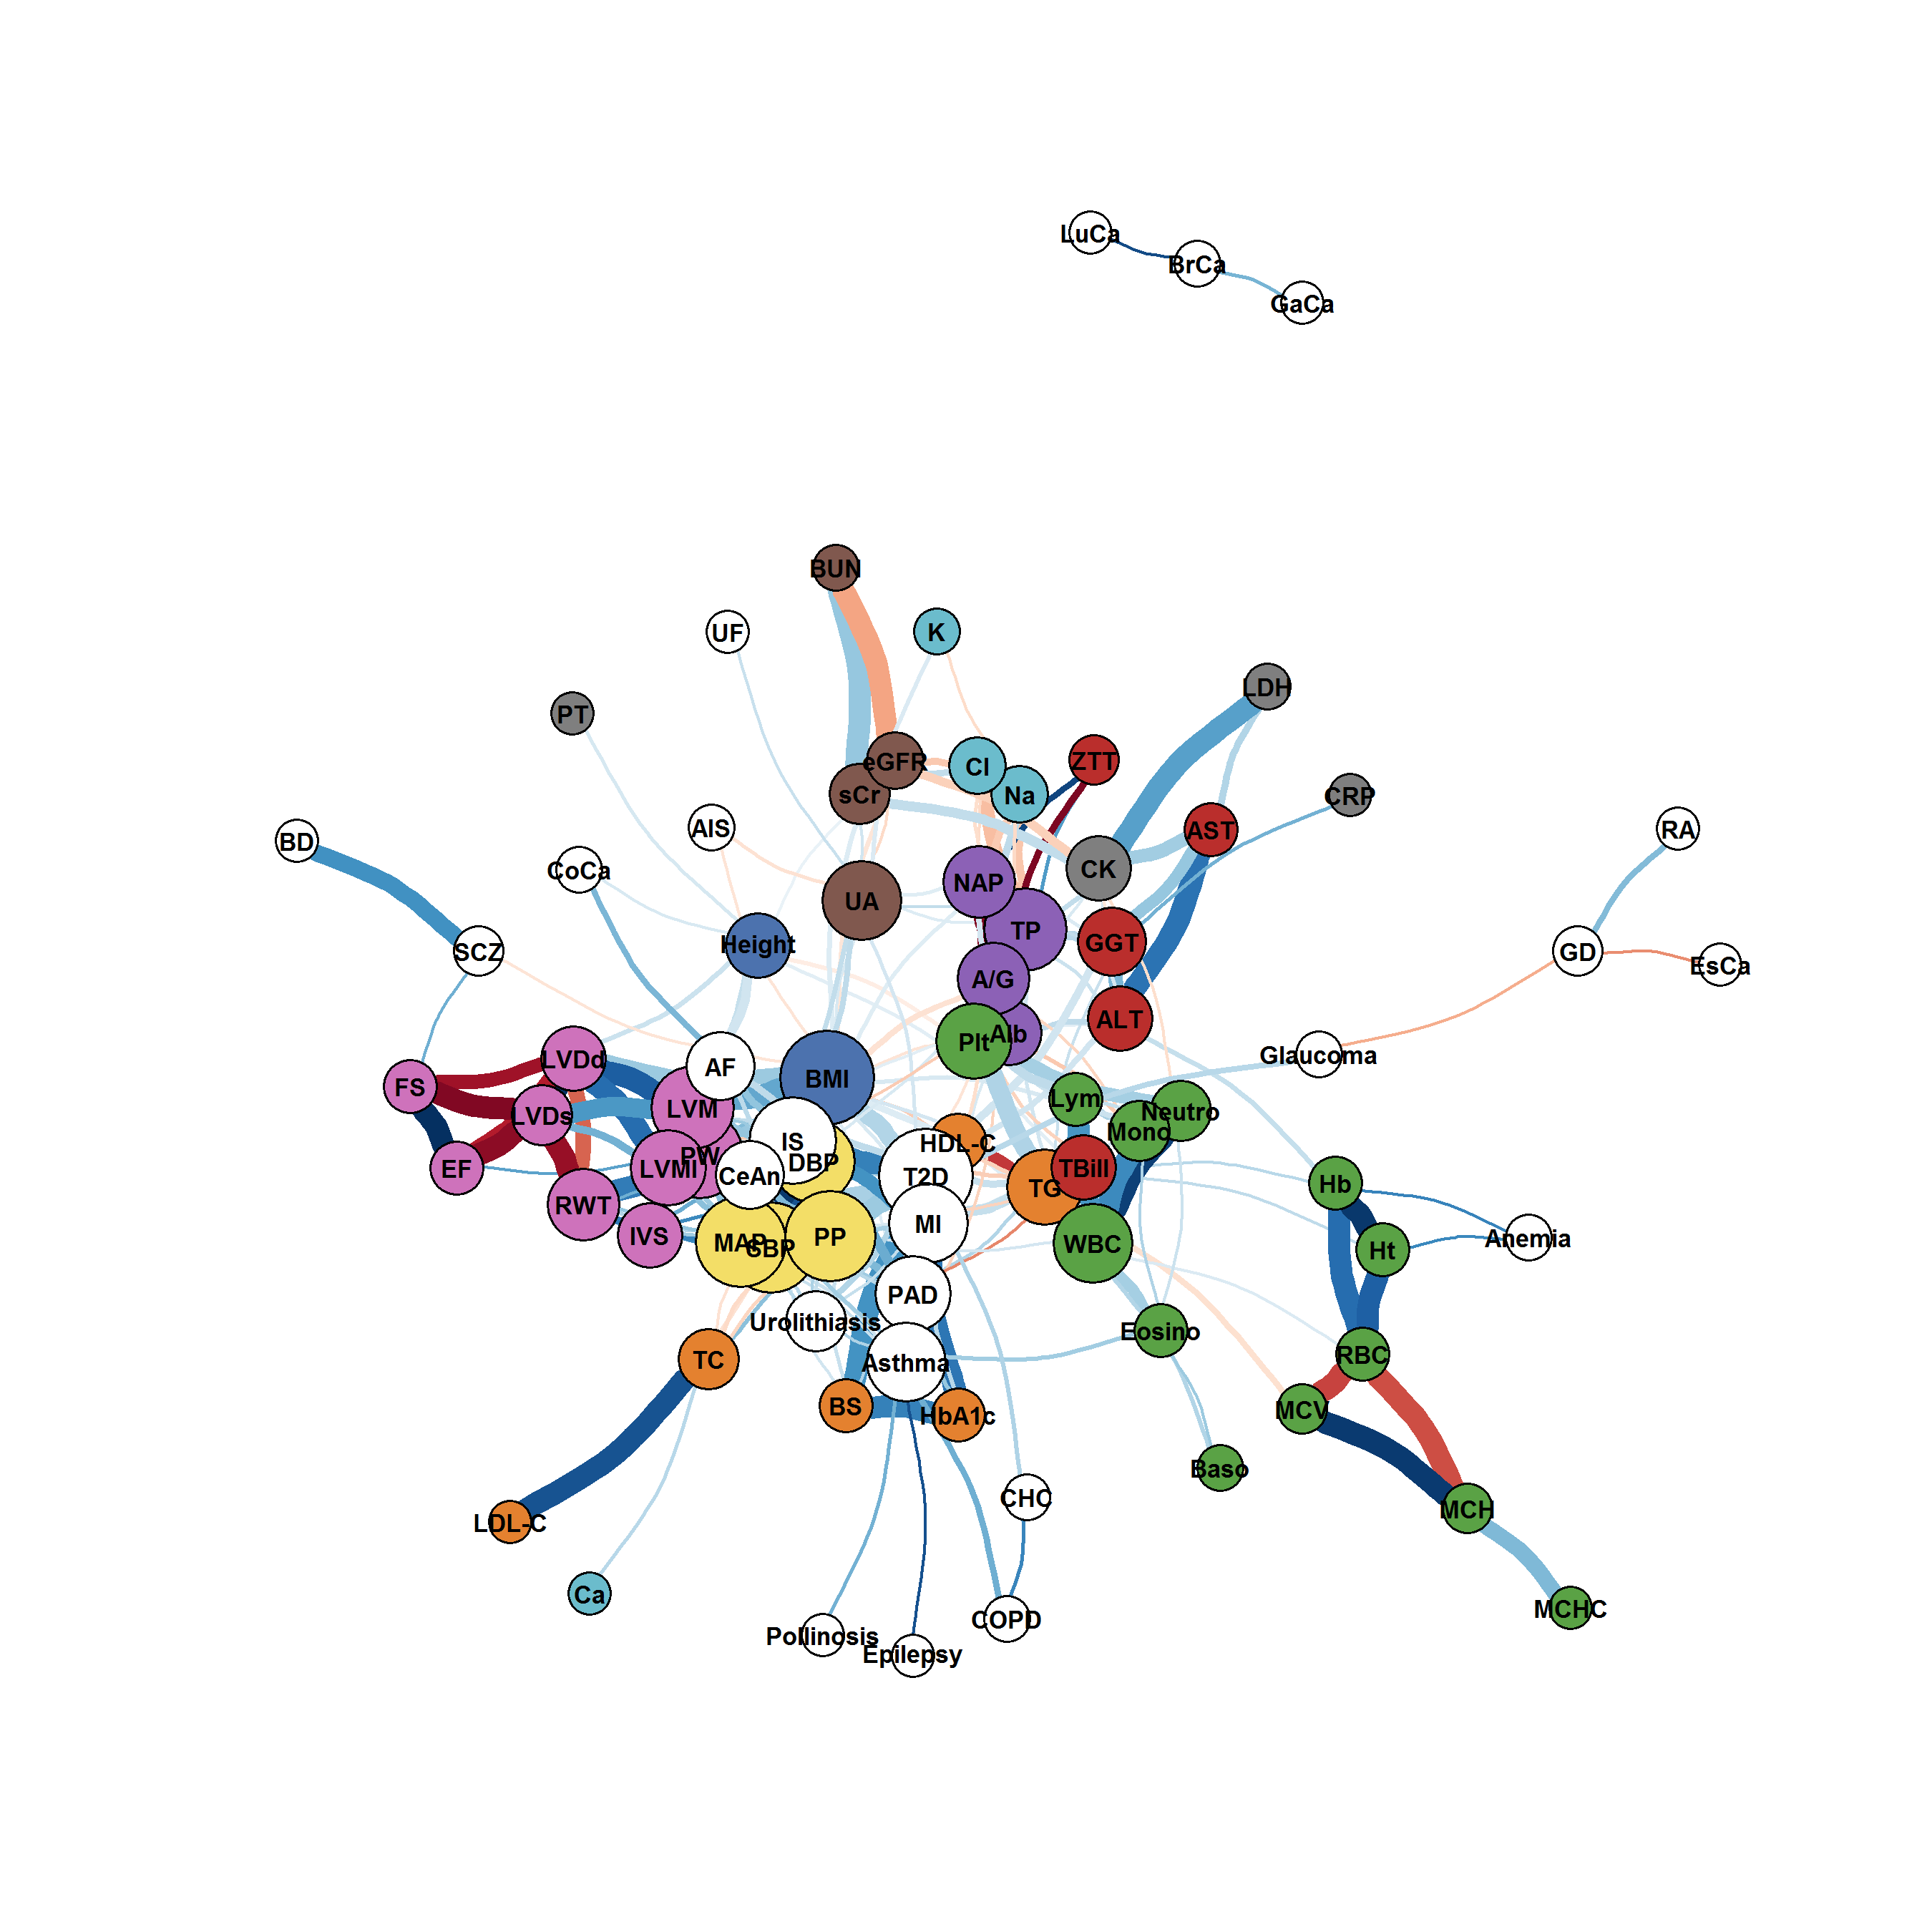 LuCa
BrCa
GaCa
BUN
UF
K
LDH
PT
eGFR
Cl
ZTT
sCr
Na
CRP
AIS
AST
RA
BD
CoCa
CK
NAP
UA
TP
GGT
Height
SCZ
GD
EsCa
A/G
ALT
Alb
Plt
Glaucoma
LVDd
AF
BMI
FS
Lym
LVDs
LVM
Neutro
Mono
IS
HDL-C
PW
DBP
EF
LVMI
CeAn
T2D
TBill
Hb
TG
RWT
MI
IVS
MAP
SBP
PP
WBC
Ht
Anemia
PAD
Urolithiasis
Eosino
TC
Asthma
RBC
BS
HbA1c
MCV
Baso
CHC
MCH
LDL-C
Ca
MCHC
COPD
Pollinosis
Epilepsy